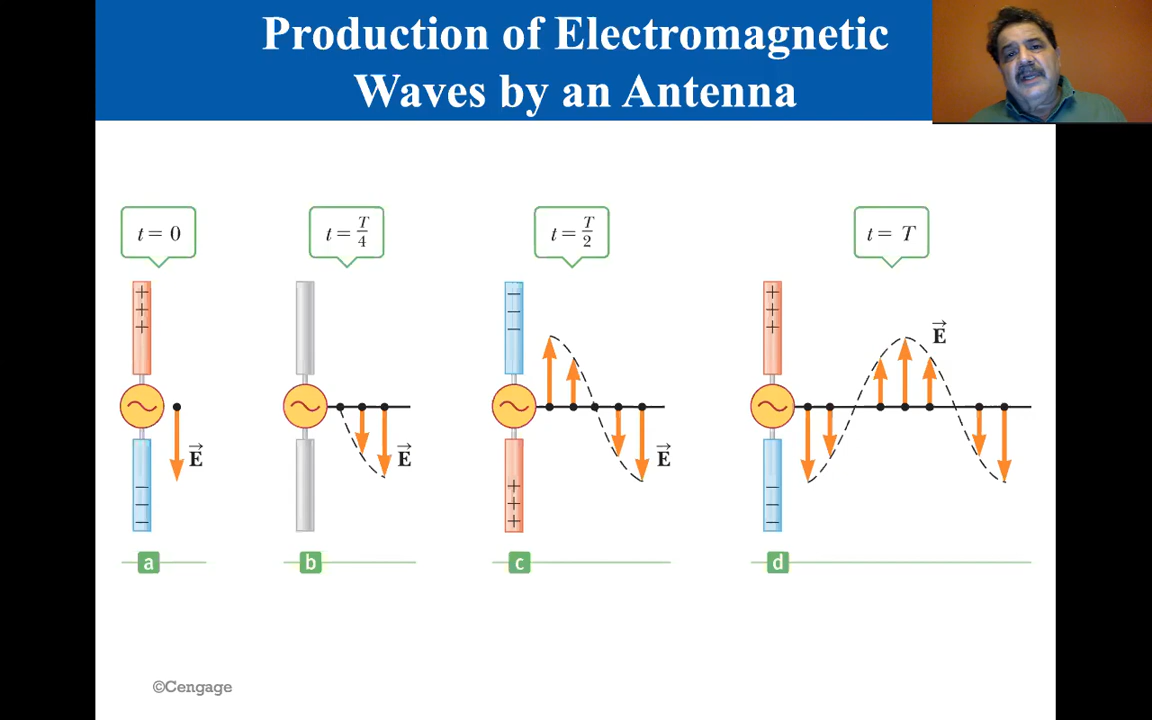 Production of Electromagnetic
Waves by an Antenna
t = 0
t = T/4
t = T/2
t = T
+ + +
− − −
+ + +
+ + +
− − −
− − −
E⃗
E⃗
E⃗
E⃗
a
b
c
d
©Cengage